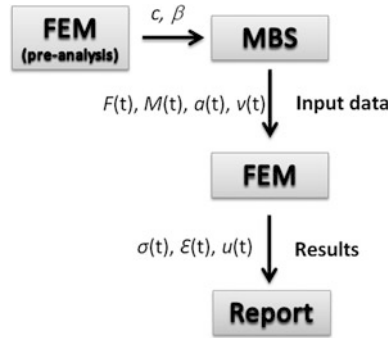 FEM
(pre-analysis)
c, β
MBS
F(t), M(t), a(t), v(t)
Input data
FEM
σ(t), Ɛ(t), u(t)
Results
Report